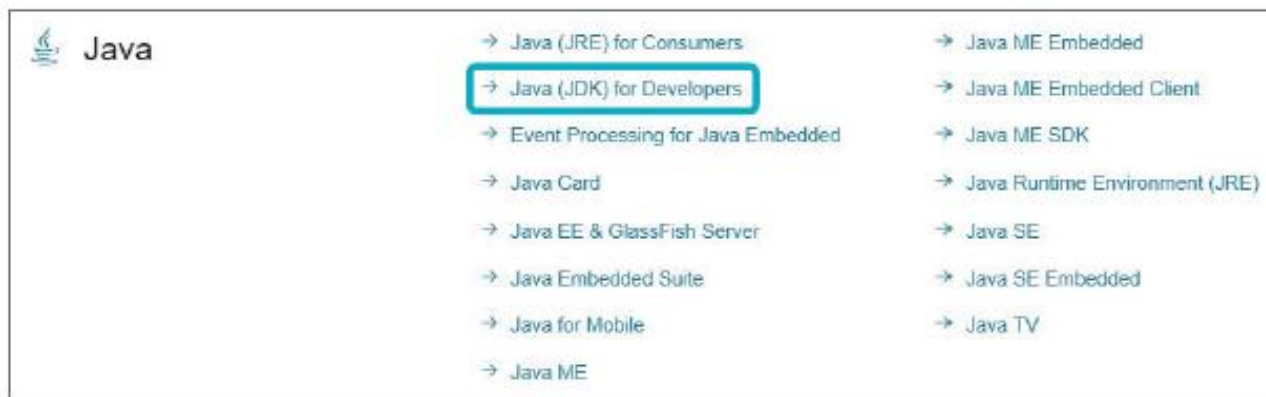 Java
→ Java (JRE) for Consumers
→ Java (JDK) for Developers
→ Event Processing for Java Embedded
→ Java Card
→ Java EE & GlassFish Server
→ Java Embedded Suite
→ Java for Mobile
→ Java ME
→ Java ME Embedded
→ Java ME Embedded Client
→ Java ME SDK
→ Java Runtime Environment (JRE)
→ Java SE
→ Java SE Embedded
→ Java TV